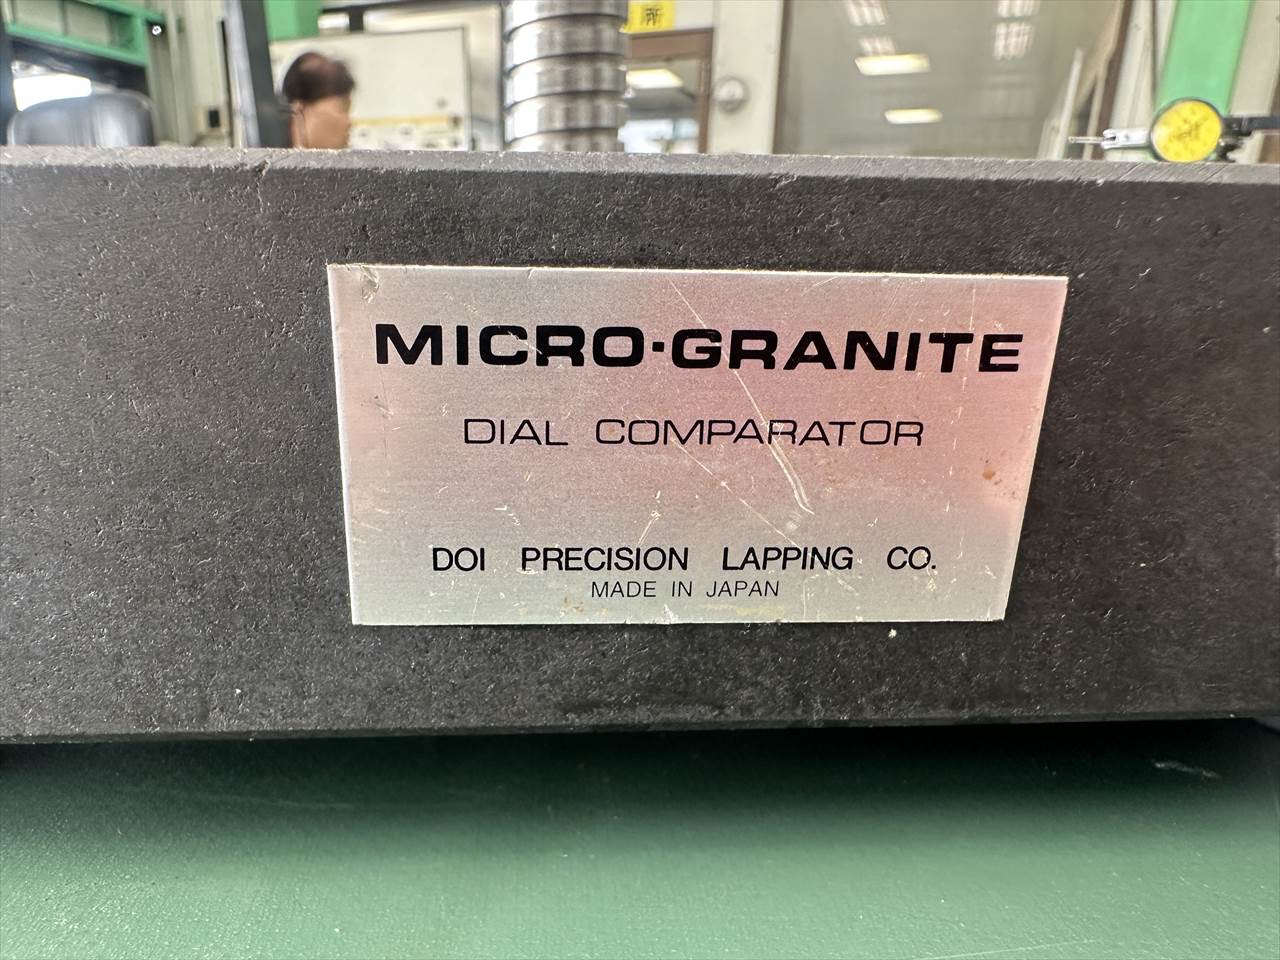 MICRO·GRANITE
DIAL COMPARATOR
DOI PRECISION LAPPING CO.
MADE IN JAPAN